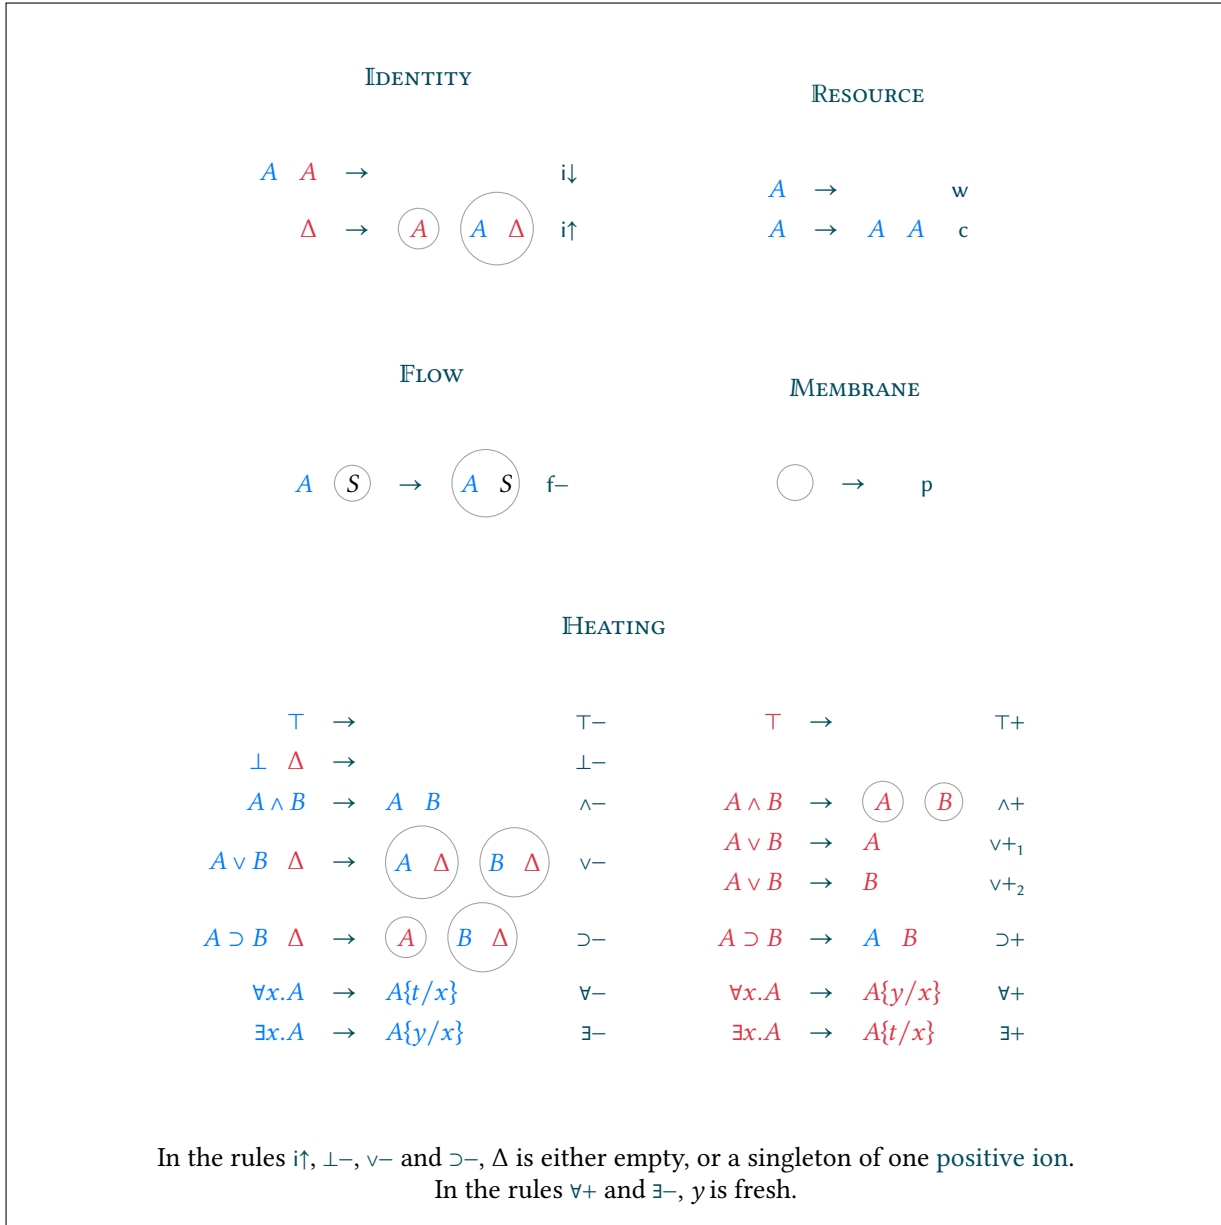 IDENTITY
A A → i↓
Δ → A A Δ i↑
RESOURCE
A → w
A → A A c
FLOW
A S → A S f−
MEMBRANE
→ p
HEATING
⊤ → ⊤−
⊥ Δ → ⊥−
A ∧ B → A B ∧−
A ∨ B Δ → A Δ B Δ ∨−
A ⊃ B Δ → A B Δ ⊃−
∀x.A → A{t/x} ∀−
∃x.A → A{y/x} ∃−
⊤ → ⊤+
A ∧ B → A B ∧+
A ∨ B → A ∨+₁
A ∨ B → B ∨+₂
A ⊃ B → A B ⊃+
∀x.A → A{y/x} ∀+
∃x.A → A{t/x} ∃+
In the rules i↑, ⊥−, ∨− and ⊃−, Δ is either empty, or a singleton of one positive ion.
In the rules ∀+ and ∃−, y is fresh.